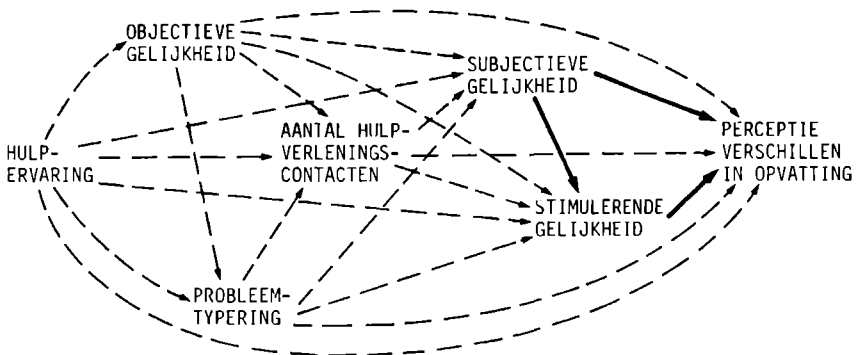 OBJECTIEVE
GELIJKHEID
SUBJECTIEVE
GELIJKHEID
AANTAL HULP-
VERLENINGS-
CONTACTEN
PERCEPTIE
VERSCHILLEN
IN OPVATTING
HULP-
ERVARING
STIMULERENDE
GELIJKHEID
PROBLEEM-
TYPERING